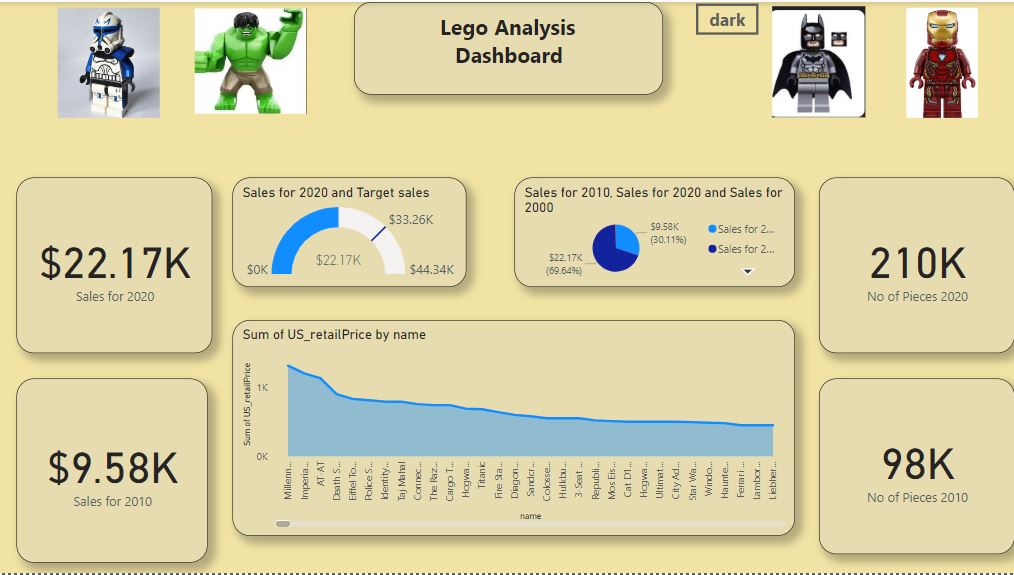 Lego Analysis
Dashboard
dark
$22.17K
Sales for 2020
Sales for 2020 and Target sales
$33.26K
$22.17K
$0K
$44.34K
Sales for 2010, Sales for 2020 and Sales for
2000
$9.58K
(30.11%)
$22.17K
(69.64%)
Sales for 2...
Sales for 2...
210K
No of Pieces 2020
$9.58K
Sales for 2010
Sum of US_retailPrice by name
Sum of US_retailPrice
1K
0K
Millenn...
Imperia...
AT-AT
Death S...
Eiffel To...
Police S...
Identity...
Taj Mahal
Connec...
The Raz...
Cargo T...
Hogwa...
Titanic
Fire Sta...
Diagon...
Sandcr...
Colosse...
Hulkbu...
3-Seat ...
Republi...
Mos Eis...
Cat D1...
Hogwa...
Ultimat...
City Ad...
Star Wa...
Windo...
Haunte...
Ferrari ...
Lambor...
Liebher...
name
98K
No of Pieces 2010